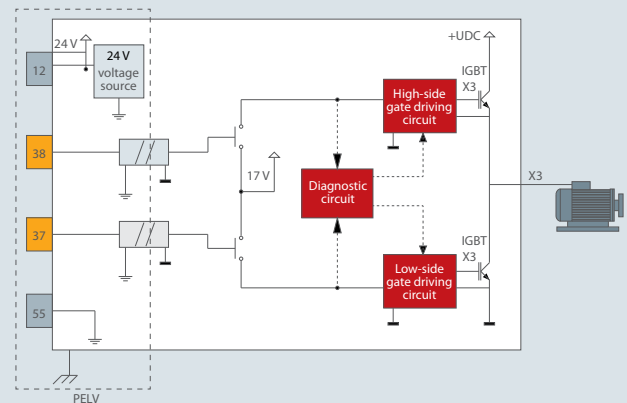 24 V
12
24 V
voltage
source
+UDC
IGBT
X3
High-side
gate driving
circuit
38
17 V
Diagnostic
circuit
X3
37
IGBT
X3
Low-side
gate driving
circuit
55
PELV